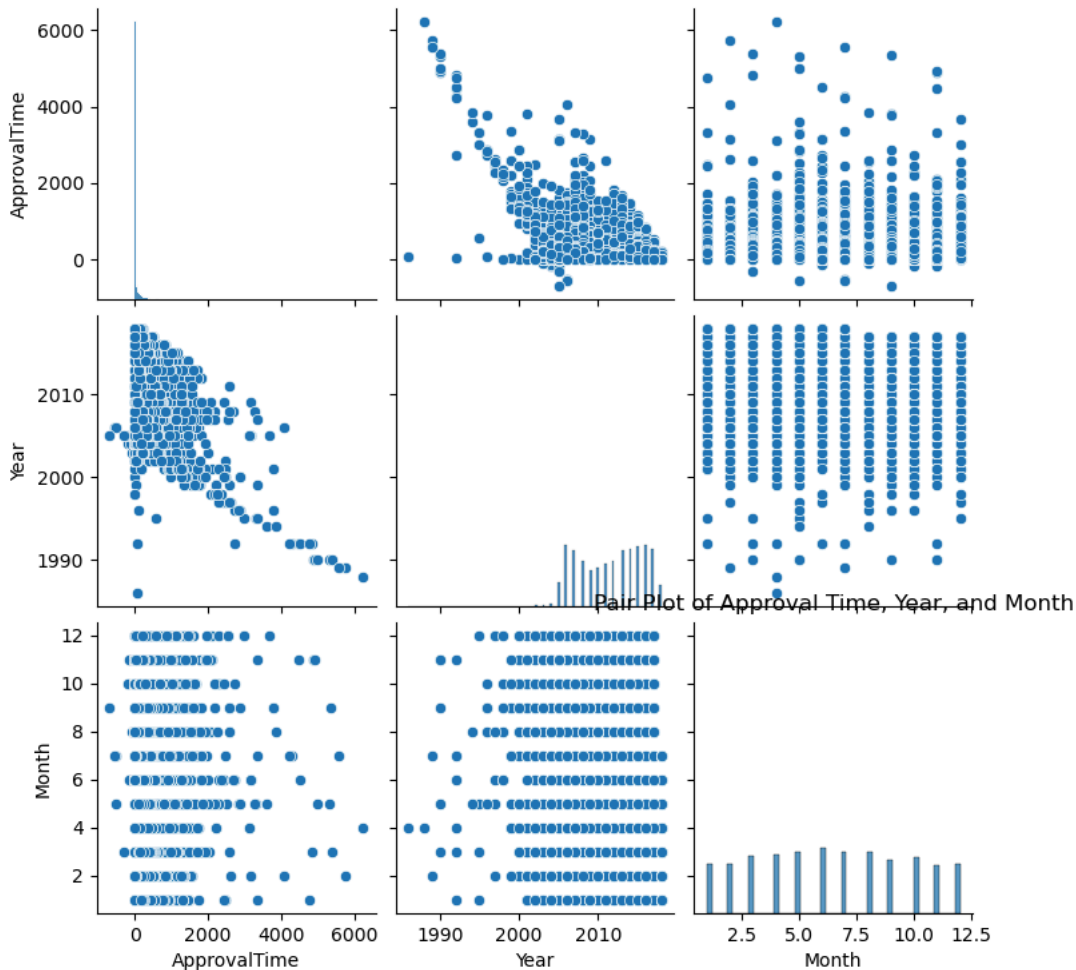 6000
4000
2000
0
ApprovalTime
2010
2000
1990
Year
Pair Plot of Approval Time, Year, and Month
12
10
8
6
4
2
Month
0 2000 4000 6000
1990 2000 2010
2.5 5.0 7.5 10.0 12.5
ApprovalTime
Year
Month